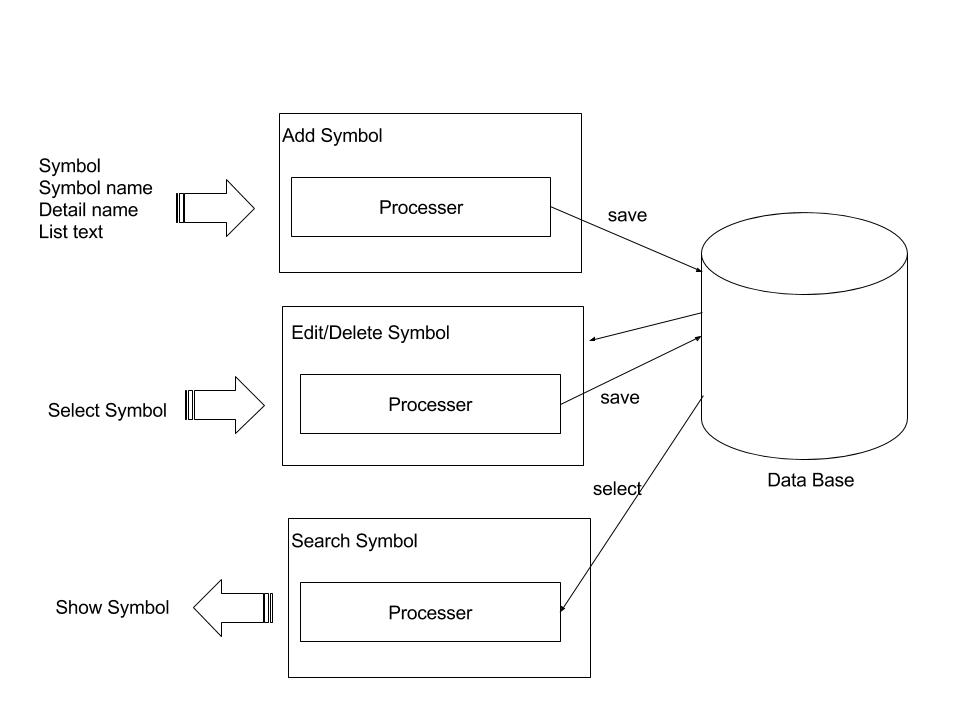 Add Symbol
Symbol
Symbol name
Detail name
List text
Processer
save
Edit/Delete Symbol
Select Symbol
Processer
save
Data Base
select
Search Symbol
Show Symbol
Processer